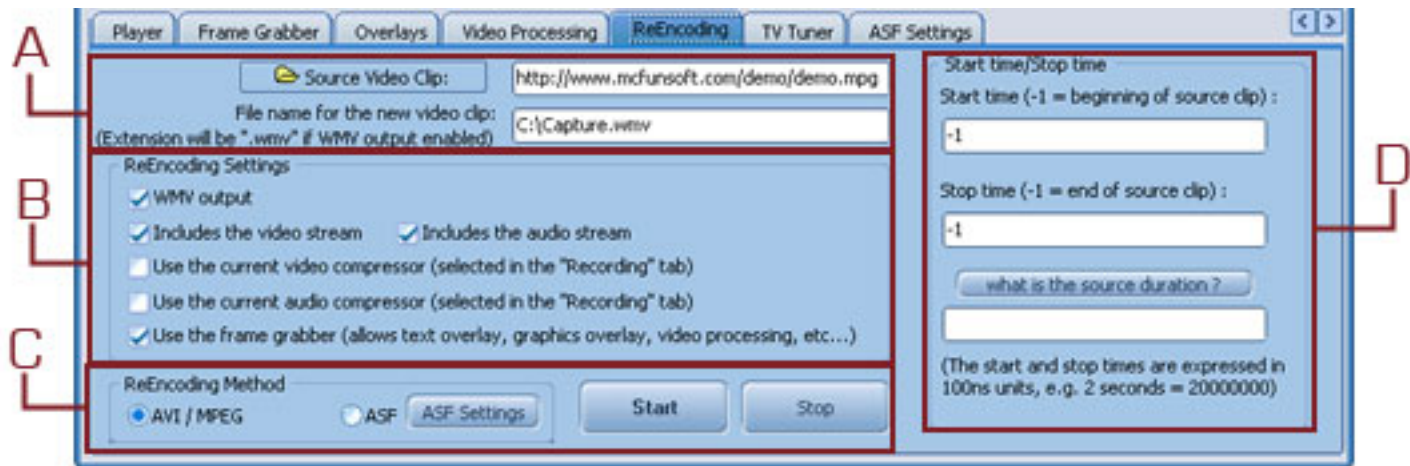 Player Frame Grabber Overlays Video Processing ReEncoding TV Tuner ASF Settings
A
Source Video Clip: http://www.mcfunsoft.com/demo/demo.mpg
File name for the new video clip:
(Extension will be ".wmv" if WMV output enabled)
C:\Capture.wmv
B
ReEncoding Settings
WMV output
Includes the video stream Includes the audio stream
Use the current video compressor (selected in the "Recording" tab)
Use the current audio compressor (selected in the "Recording" tab)
Use the frame grabber (allows text overlay, graphics overlay, video processing, etc...)
C
ReEncoding Method
AVI / MPEG ASF ASF Settings
Start Stop
D
Start time/Stop time
Start time (-1 = beginning of source clip) :
-1
Stop time (-1 = end of source clip) :
-1
what is the source duration ?
(The start and stop times are expressed in
100ns units, e.g. 2 seconds = 20000000)